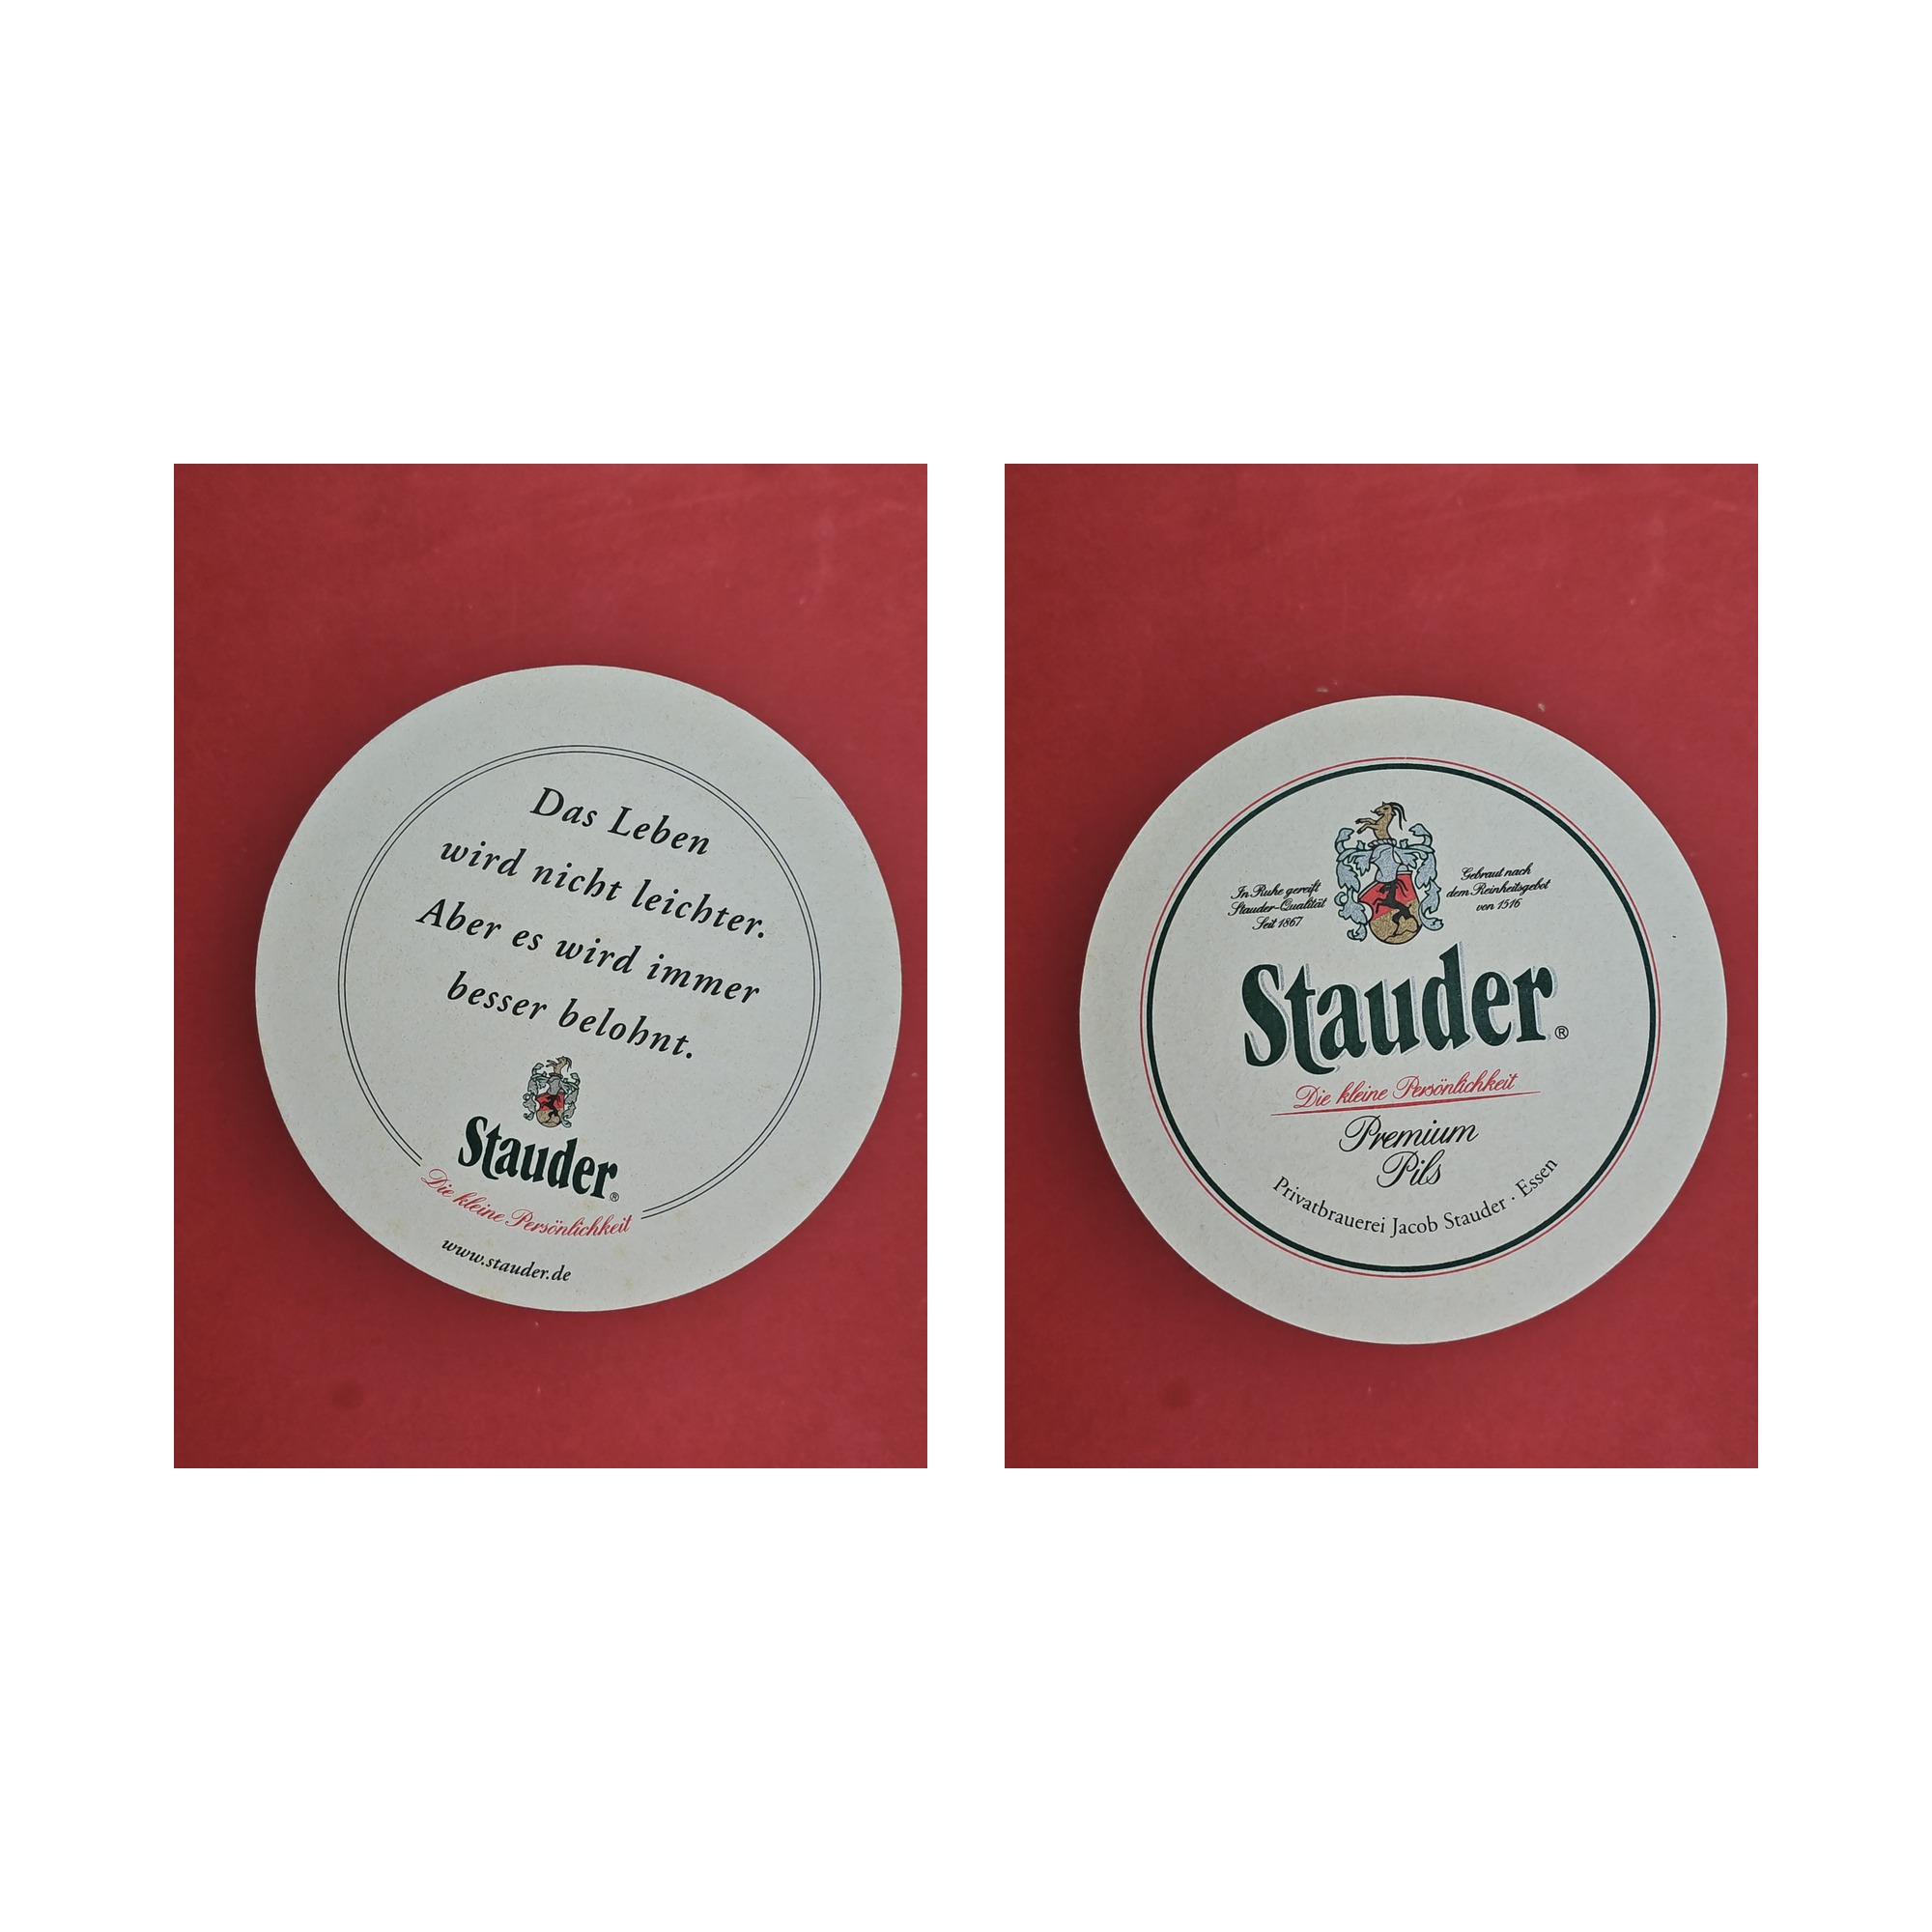 Das Leben
wird nicht leichter.
Aber es wird immer
besser belohnt.
Stauder®
Die kleine Persönlichkeit
www.stauder.de
In Ruhe gereift
Stauder-Qualität
Seit 1867
Gebraut nach
dem Reinheitsgebot
von 1516
Stauder®
Die kleine Persönlichkeit
Premium
Pils
Privatbrauerei Jacob Stauder · Essen